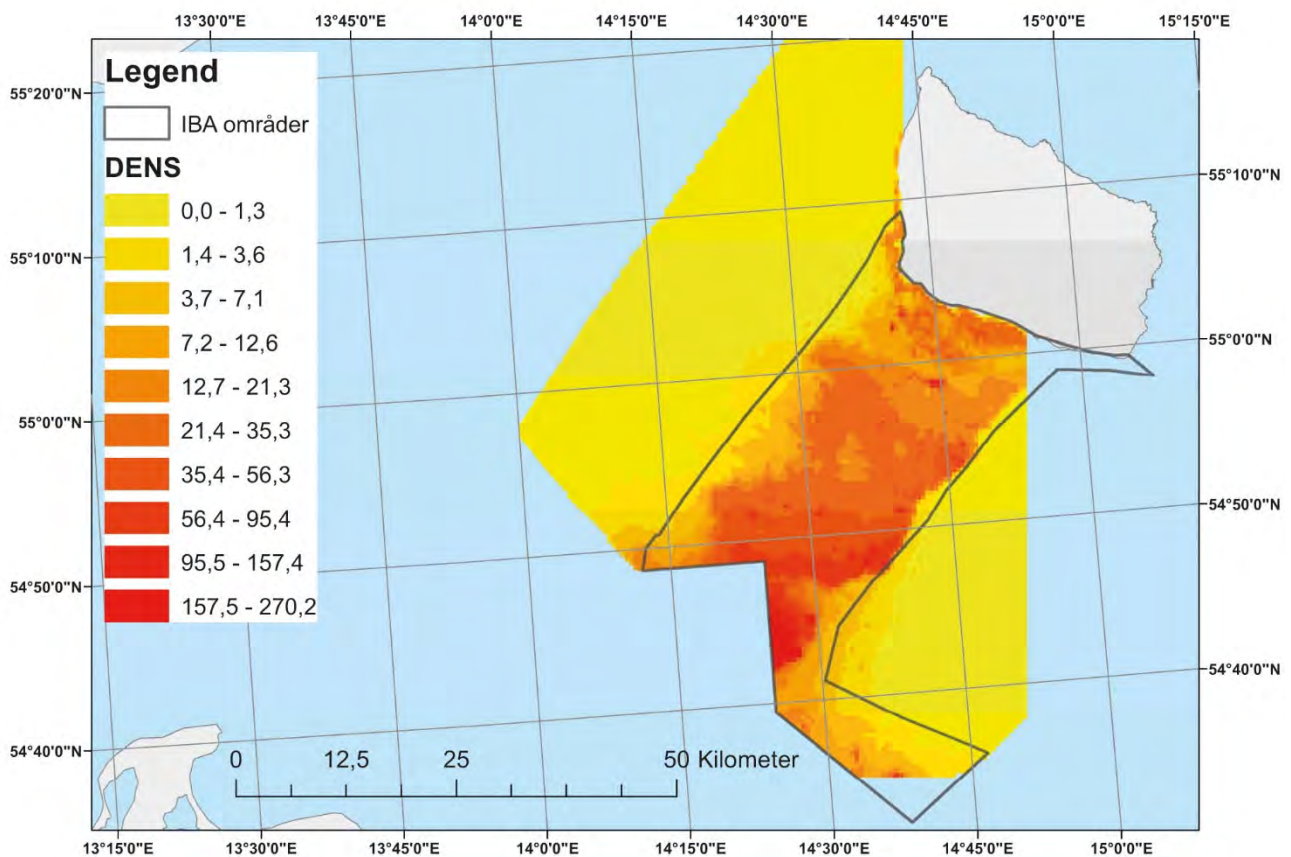 13°30'0"E 13°45'0"E 14°0'0"E 14°15'0"E 14°30'0"E 14°45'0"E 15°0'0"E 15°15'0"E
Legend
IBA områder
DENS
0,0 - 1,3
1,4 - 3,6
3,7 - 7,1
7,2 - 12,6
12,7 - 21,3
21,4 - 35,3
35,4 - 56,3
56,4 - 95,4
95,5 - 157,4
157,5 - 270,2
55°20'0"N
55°10'0"N
55°0'0"N
54°50'0"N
54°40'0"N
55°10'0"N
55°0'0"N
54°50'0"N
54°40'0"N
0 12,5 25 50 Kilometer
13°15'0"E 13°30'0"E 13°45'0"E 14°0'0"E 14°15'0"E 14°30'0"E 14°45'0"E 15°0'0"E